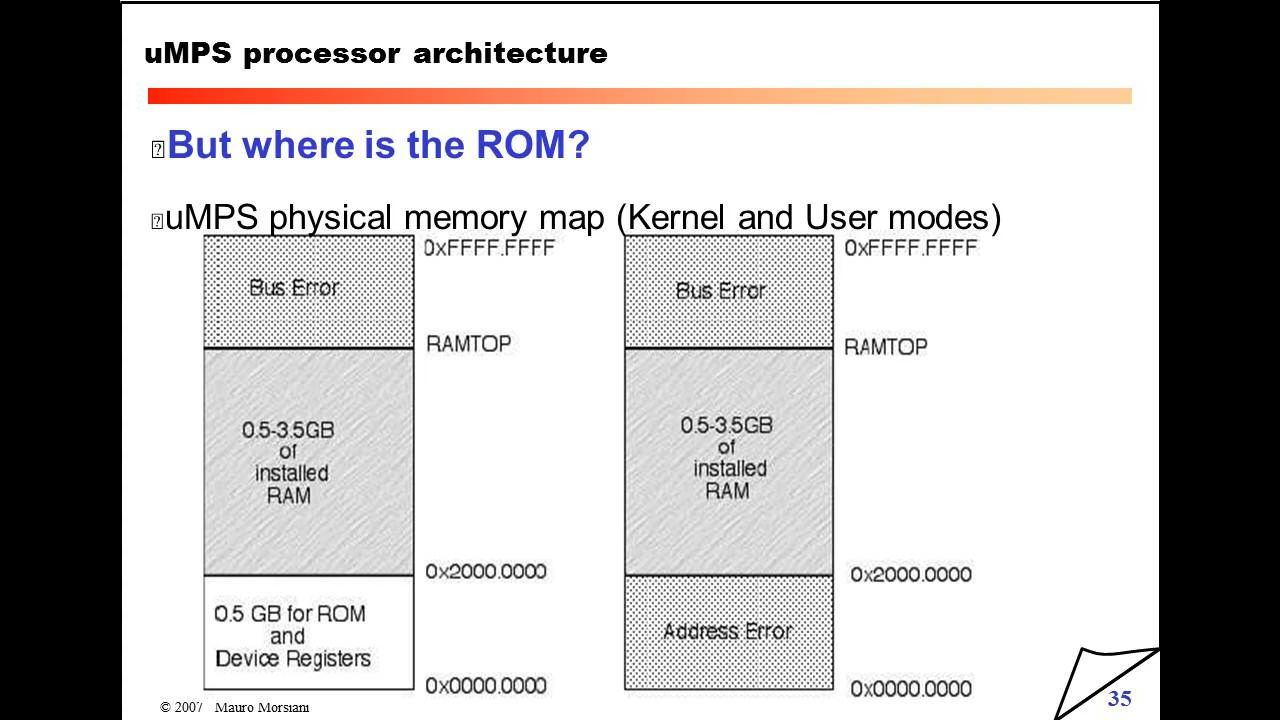 uMPS processor architecture
But where is the ROM?
uMPS physical memory map (Kernel and User modes)
0xFFFF.FFFF
Bus Error
RAMTOP
0.5-3.5GB
of
installed
RAM
0x2000.0000
0.5 GB for ROM
and
Device Registers
0x0000.0000
0xFFFF.FFFF
Bus Error
RAMTOP
0.5-3.5GB
of
installed
RAM
0x2000.0000
Address Error
0x0000.0000
© 2007 Mauro Morsiani
35